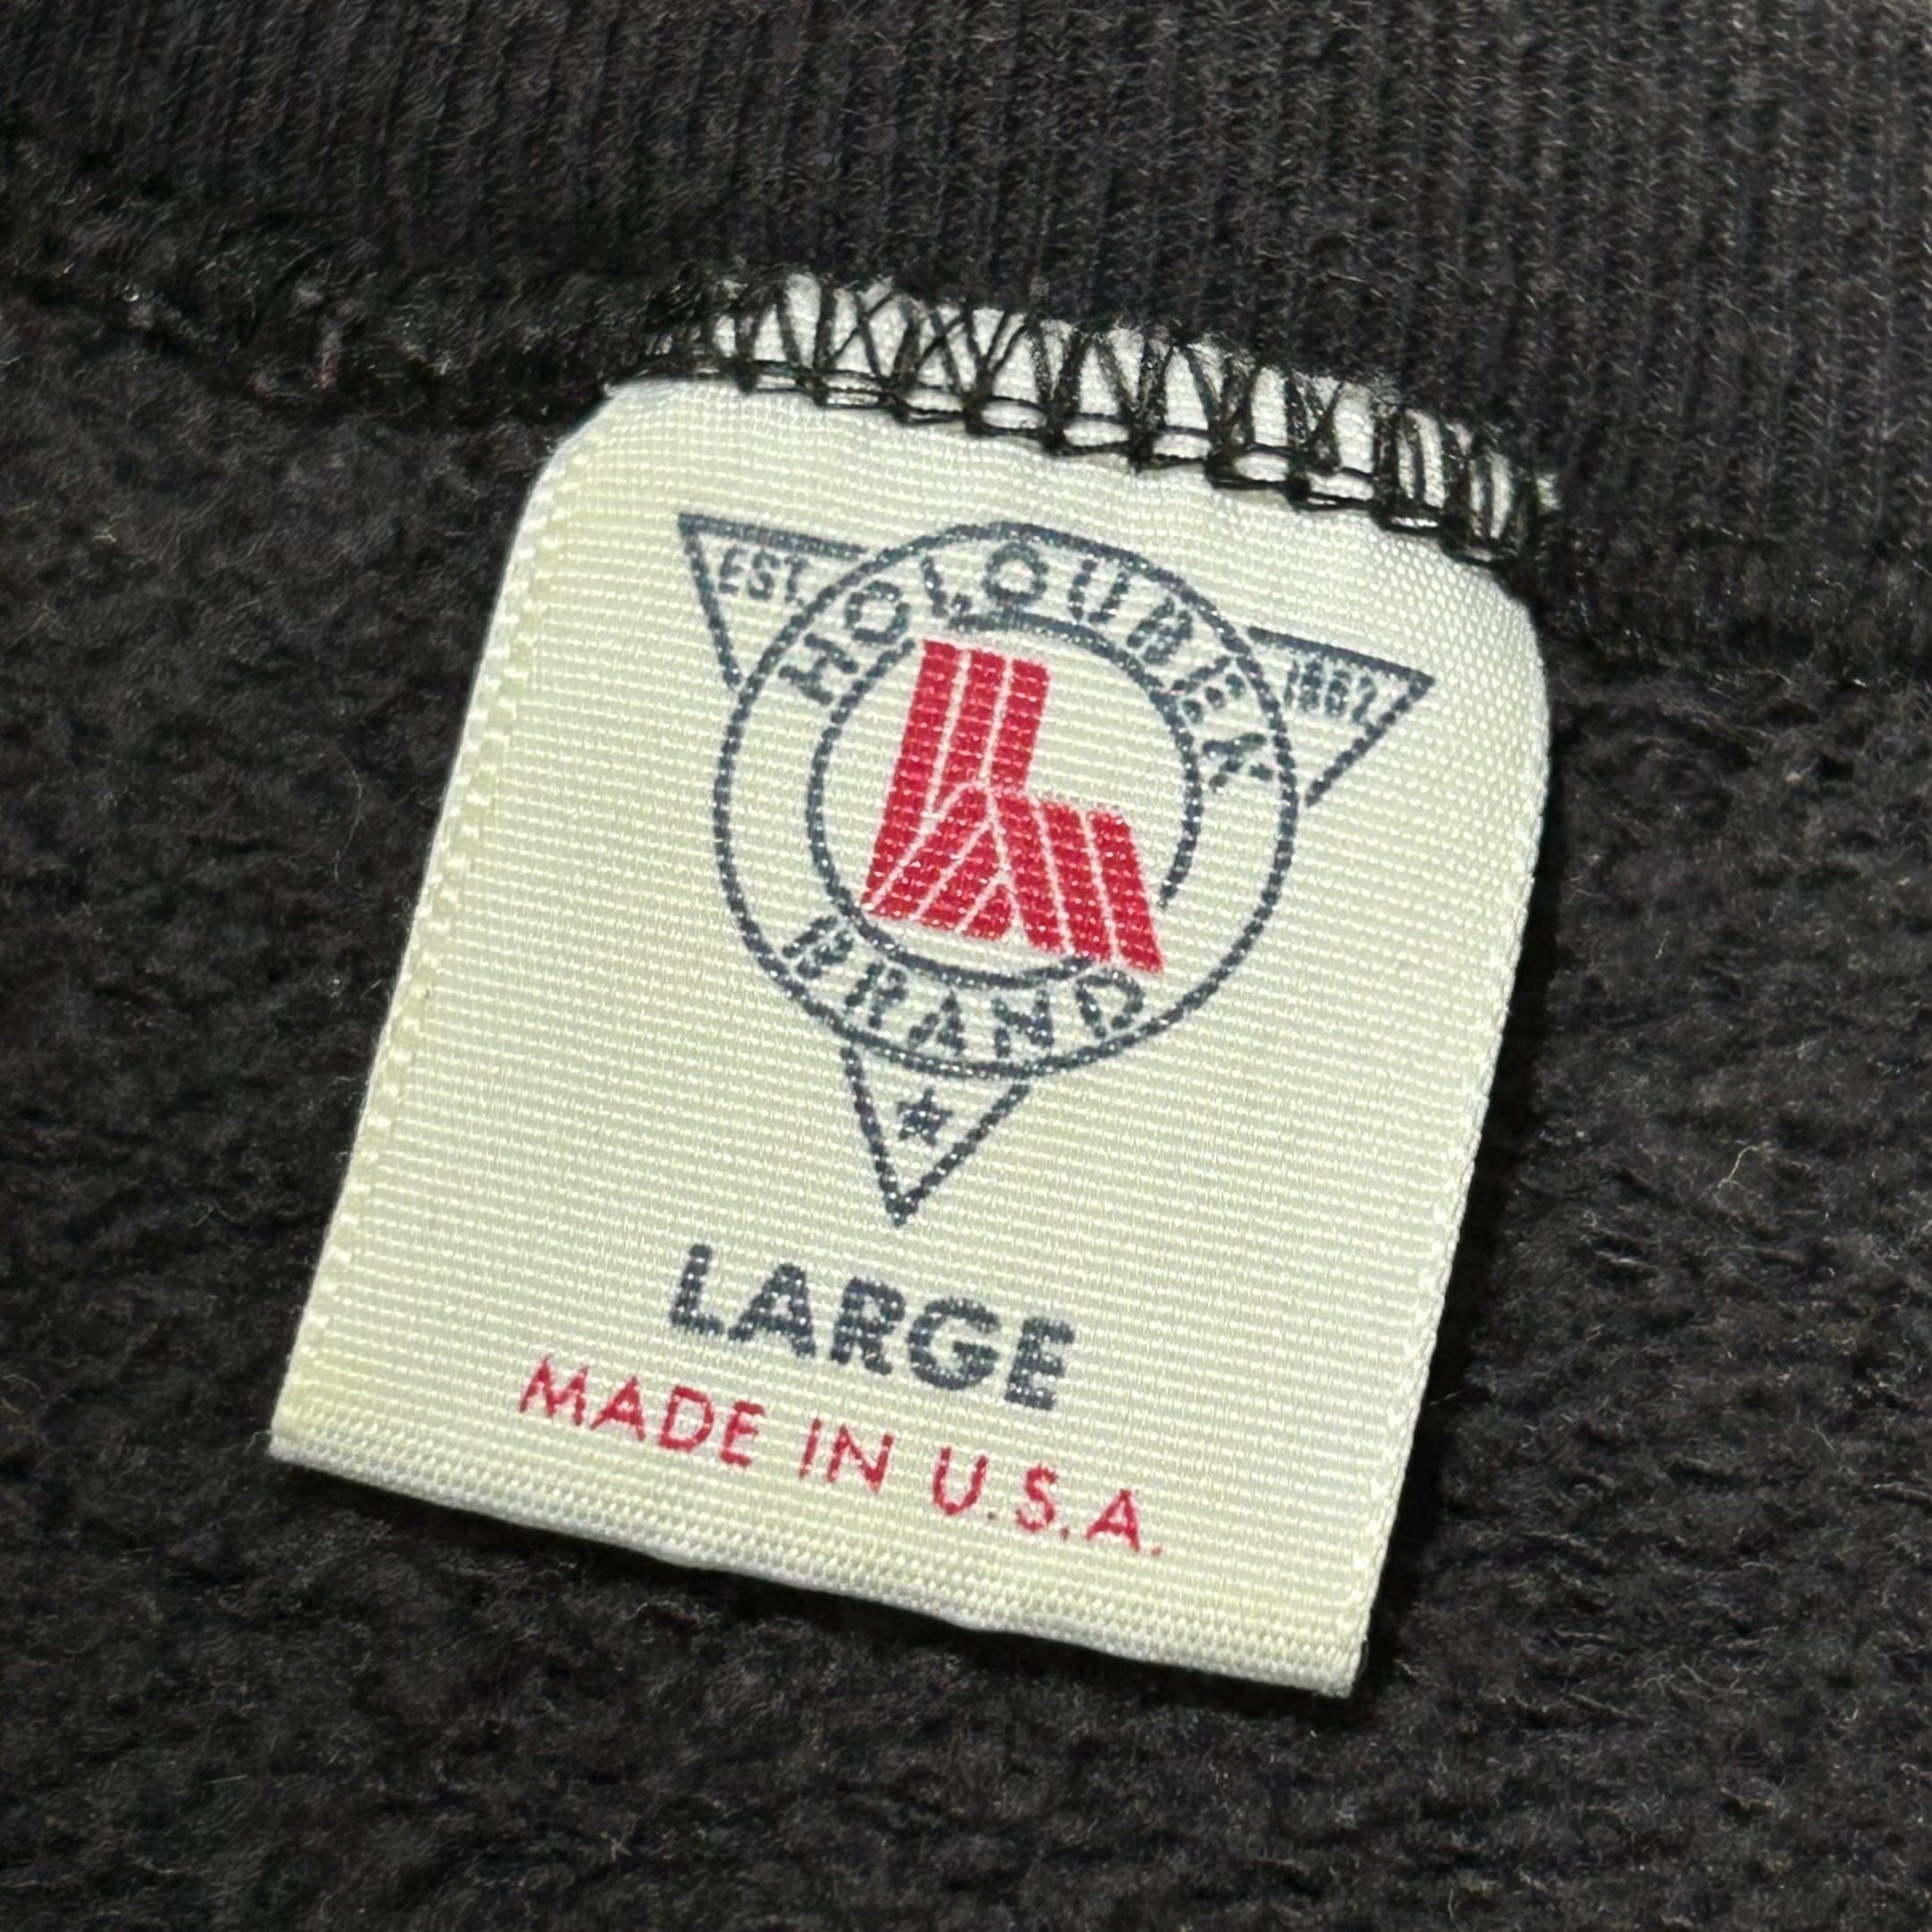 EST. 1962
HOLOUBEK
BRAND
LARGE
MADE IN U.S.A.